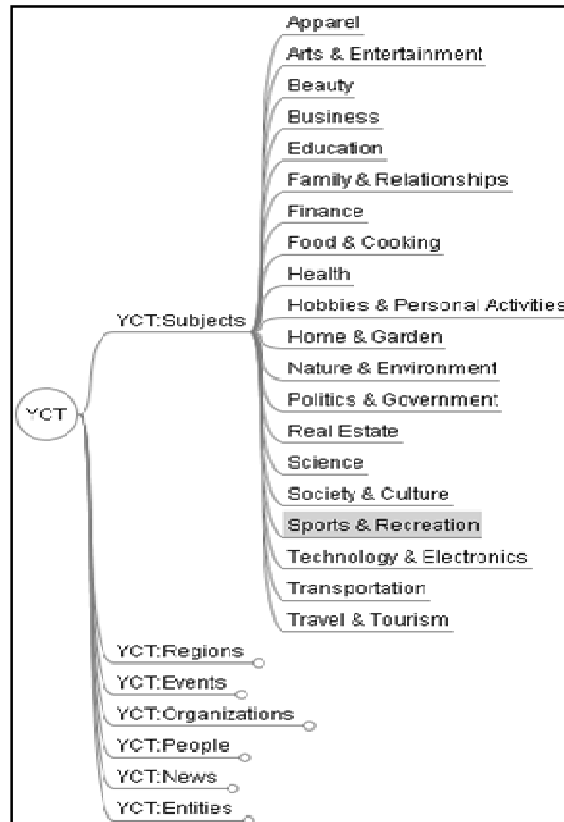 Apparel
Arts & Entertainment
Beauty
Business
Education
Family & Relationships
Finance
Food & Cooking
Health
Hobbies & Personal Activities
YCT:Subjects
Home & Garden
Nature & Environment
Politics & Government
YCT
Real Estate
Science
Society & Culture
Sports & Recreation
Technology & Electronics
Transportation
Travel & Tourism
YCT:Regions
YCT:Events
YCT:Organizations
YCT:People
YCT:News
YCT:Entities